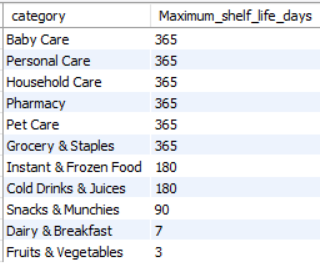 category Maximum_shelf_life_days
Baby Care 365
Personal Care 365
Household Care 365
Pharmacy 365
Pet Care 365
Grocery & Staples 365
Instant & Frozen Food 180
Cold Drinks & Juices 180
Snacks & Munchies 90
Dairy & Breakfast 7
Fruits & Vegetables 3